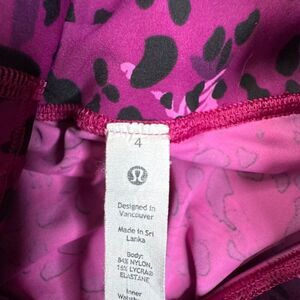 4
Designed in
Vancouver
Made in Sri
Lanka
Body:
84% NYLON,
16% LYCRA®
ELASTANE
Inner